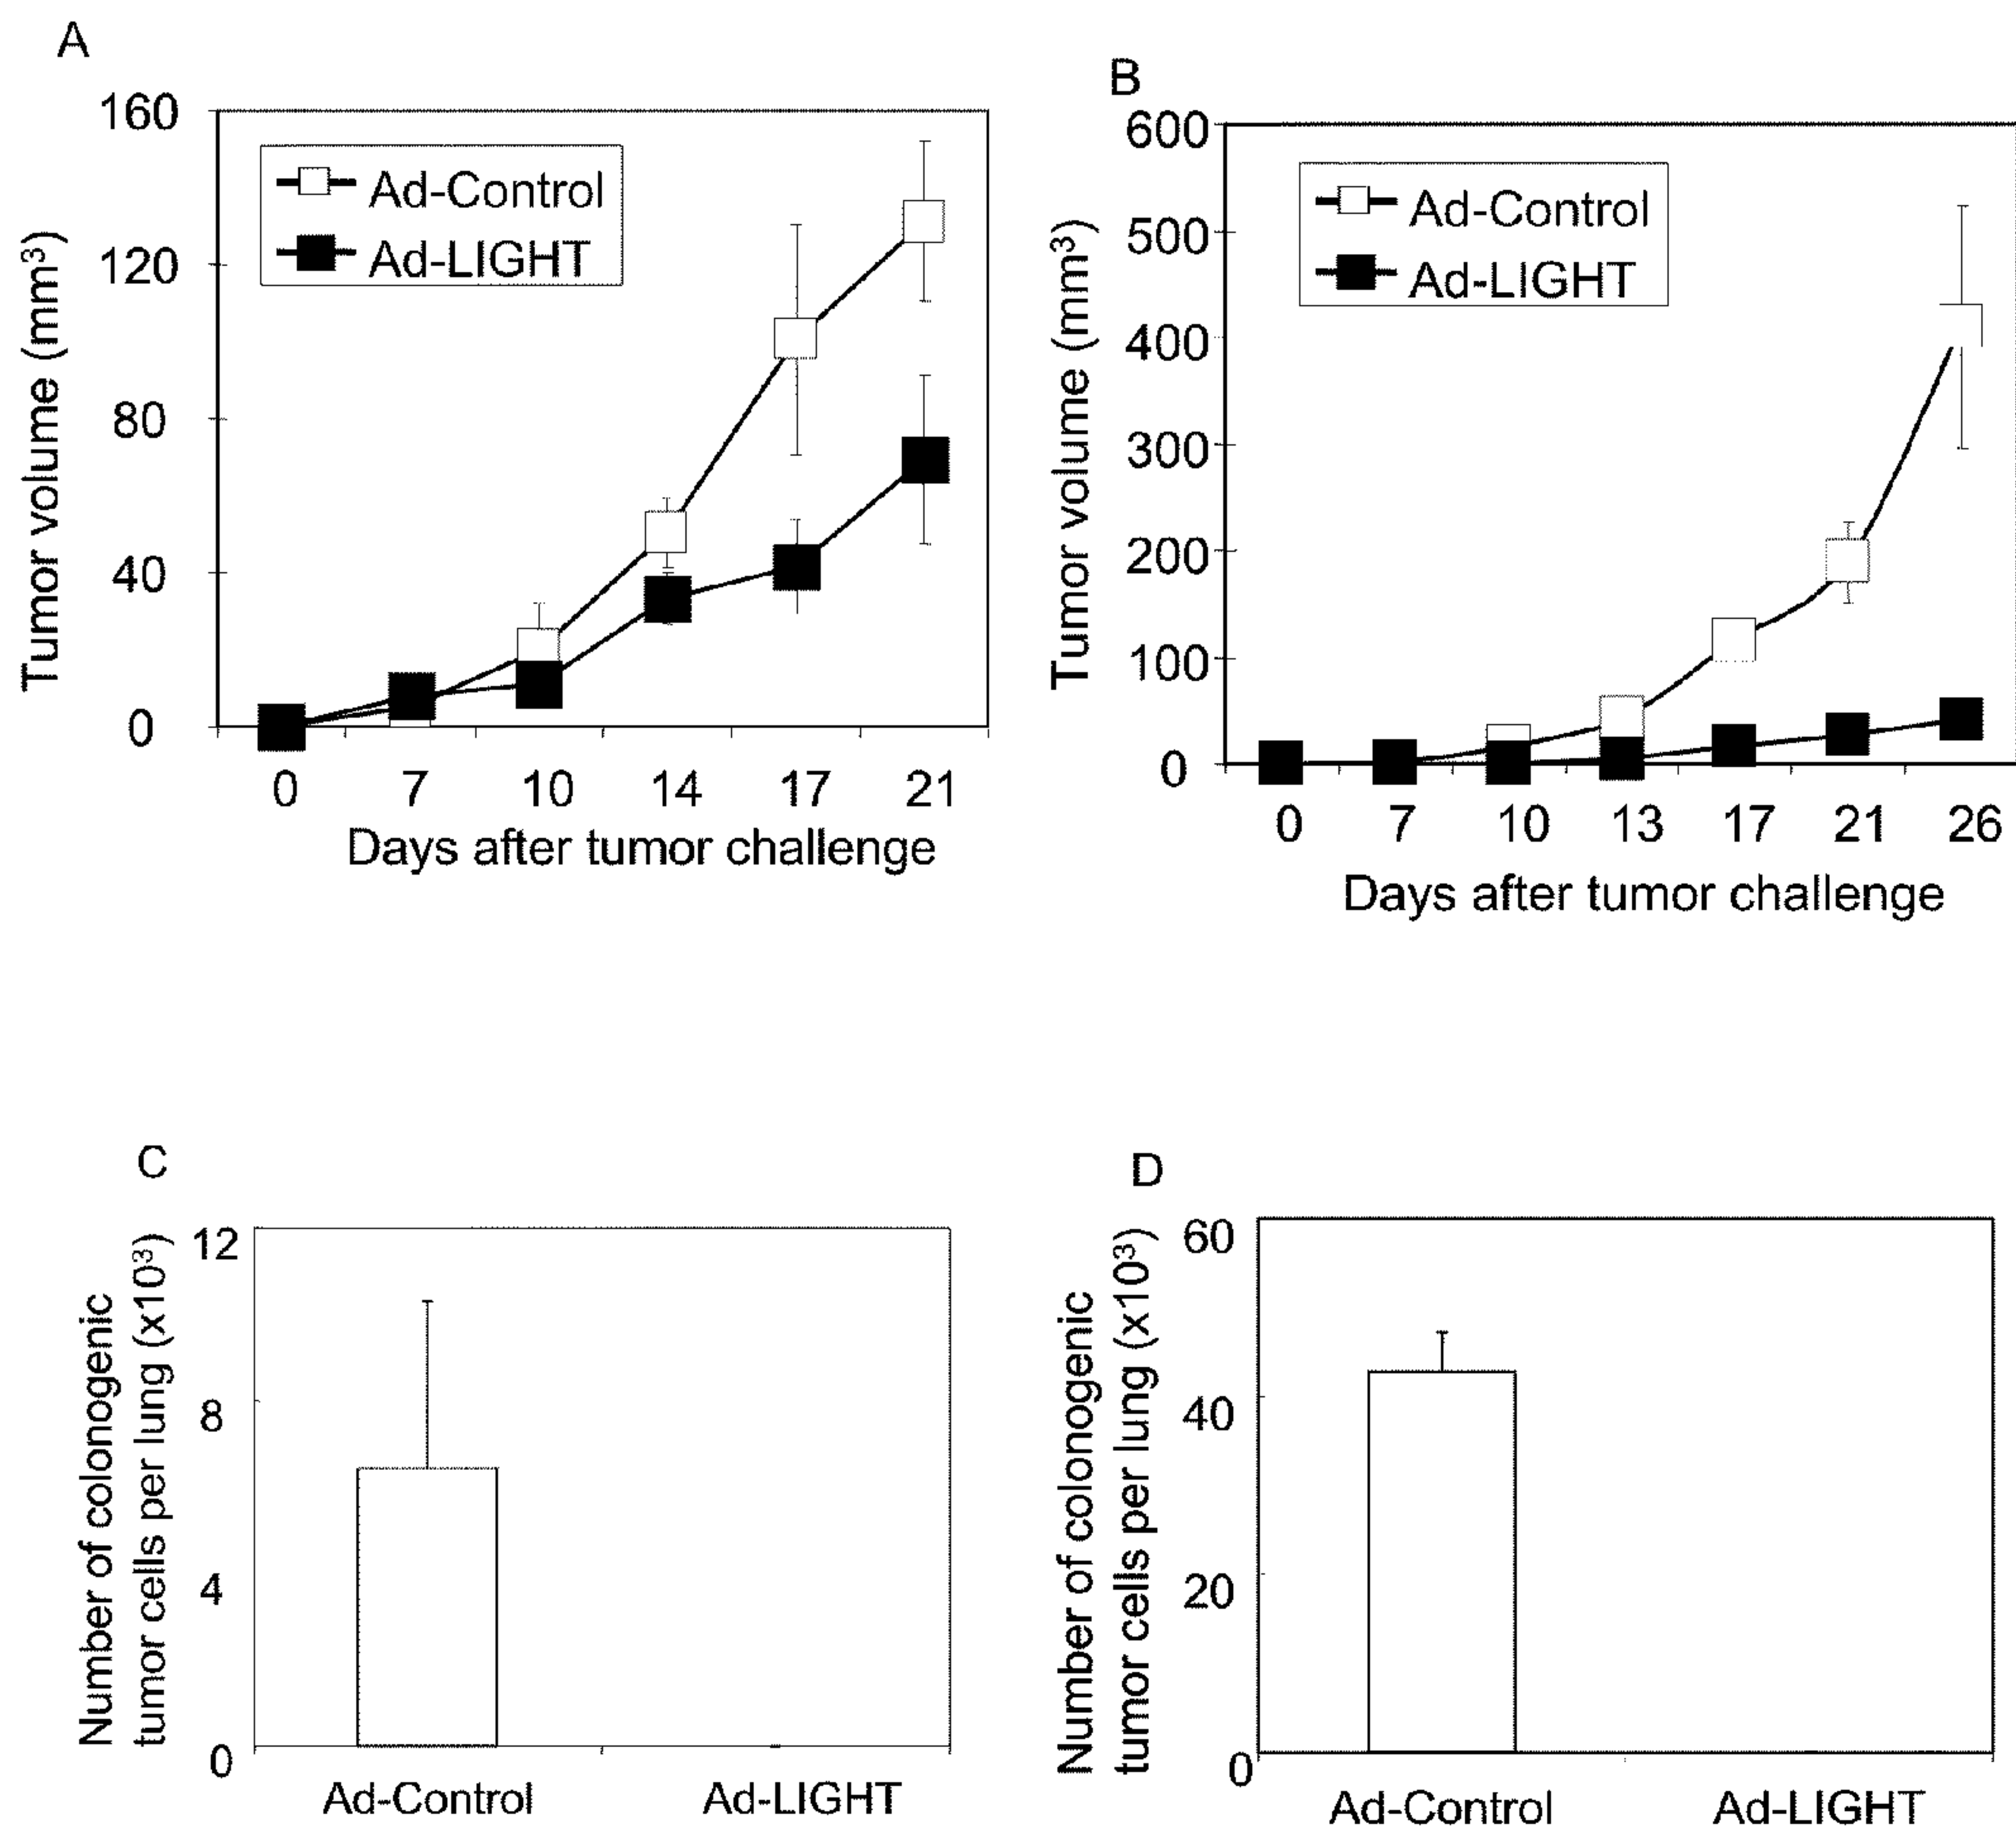 A
160
120
80
40
0
Tumor volume (mm³)
Ad-Control
Ad-LIGHT
0 7 10 14 17 21
Days after tumor challenge
B
600
500
400
300
200
100
0
Tumor volume (mm³)
Ad-Control
Ad-LIGHT
0 7 10 13 17 21 26
Days after tumor challenge
C
12
8
4
0
Number of colonogenic
tumor cells per lung (x10³)
Ad-Control Ad-LIGHT
D
60
40
20
0
Number of colonogenic
tumor cells per lung (x10³)
Ad-Control Ad-LIGHT